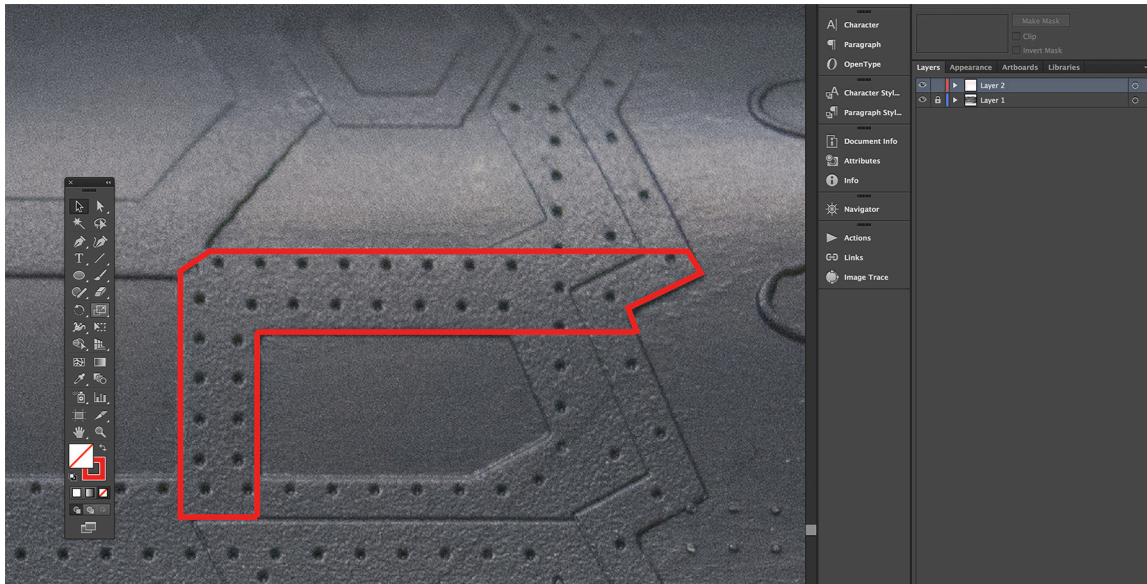 Character
Paragraph
OpenType
Character Styl...
Paragraph Styl...
Document Info
Attributes
Info
Navigator
Actions
Links
Image Trace
Make Mask
Clip
Invert Mask
Layers Appearance Artboards Libraries
Layer 2
Layer 1